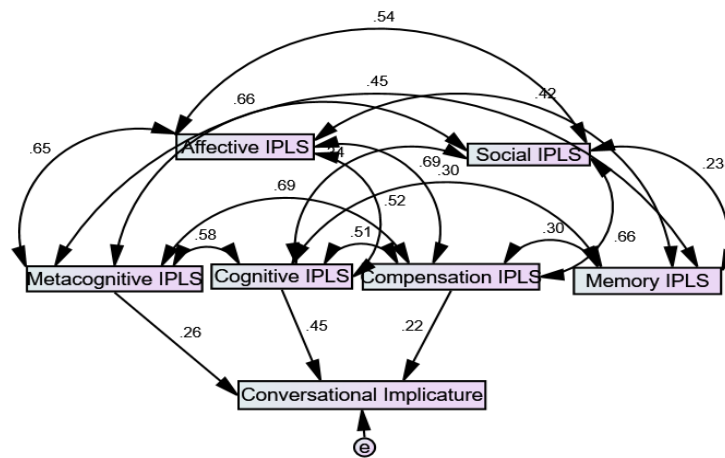 .54
.45
.66
.42
.65
Affective IPLS
Social IPLS
.69
.30
.23
.69
.52
.58
.51
.30
.66
Metacognitive IPLS
Cognitive IPLS
Compensation IPLS
Memory IPLS
.26
.45
.22
Conversational Implicature
e